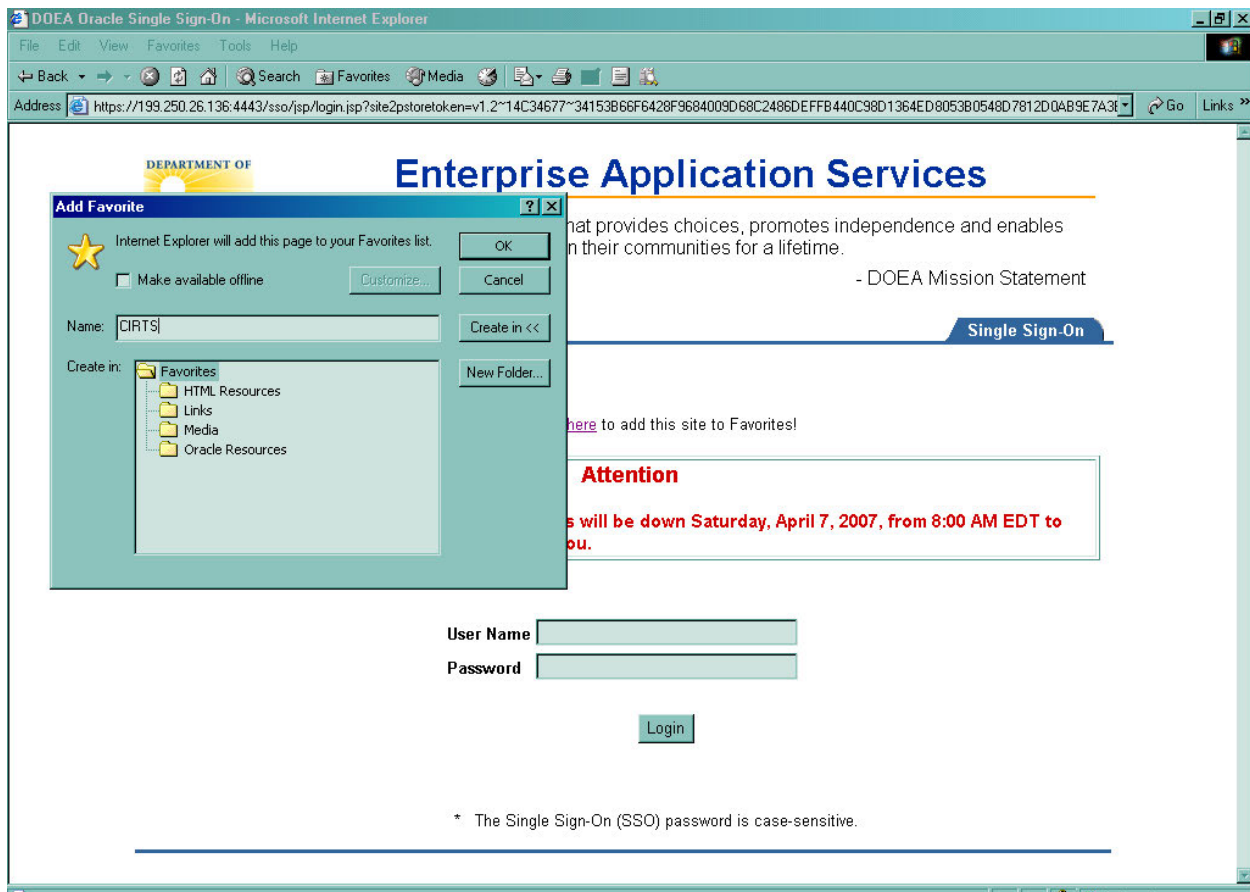 DOEA Oracle Single Sign-On - Microsoft Internet Explorer
File Edit View Favorites Tools Help
Back Search Favorites Media
Address https://199.250.26.136:4443/sso/jsp/login.jsp?site2pstoretoken=v1.2~14C34677~34153B66F6428F9684009D68C2486DEFFB440C98D1364ED8053B0548D7812D0AB9E7A3E Go Links »
DEPARTMENT OF
Enterprise Application Services
hat provides choices, promotes independence and enables
n their communities for a lifetime.
- DOEA Mission Statement
Single Sign-On
Add Favorite
Internet Explorer will add this page to your Favorites list.
OK
Make available offline
Customize...
Cancel
Name: CIRTS
Create in <<
Create in:
Favorites
New Folder...
HTML Resources
Links
Media
Oracle Resources
here to add this site to Favorites!
Attention
s will be down Saturday, April 7, 2007, from 8:00 AM EDT to
ou.
User Name
Password
Login
* The Single Sign-On (SSO) password is case-sensitive.